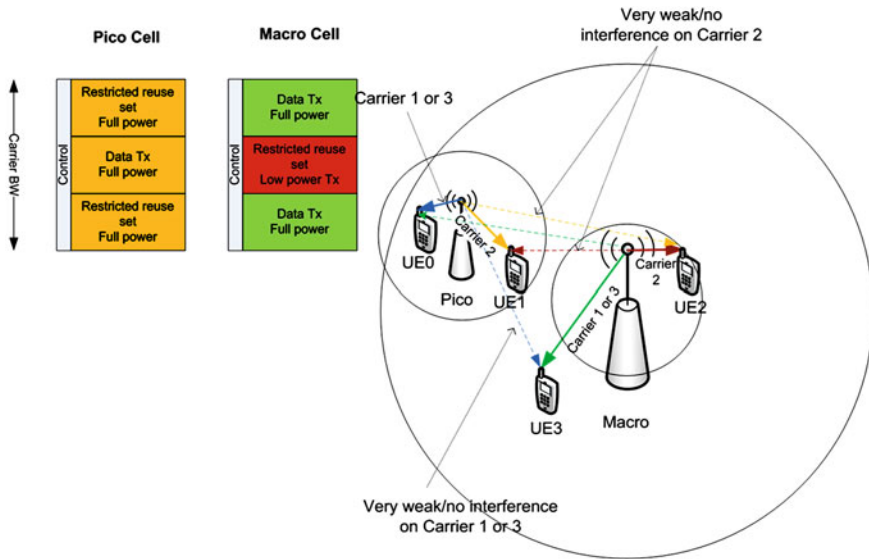 Pico Cell
Macro Cell
Very weak/no
interference on Carrier 2
Carrier BW
Control
Restricted reuse
set
Full power
Data Tx
Full power
Restricted reuse
set
Full power
Control
Data Tx
Full power
Restricted reuse
set
Low power Tx
Data Tx
Full power
Carrier 1 or 3
UE0
Carrier 2
Pico
UE1
Carrier
2
UE2
Carrier 1 or 3
UE3
Macro
Very weak/no interference
on Carrier 1 or 3